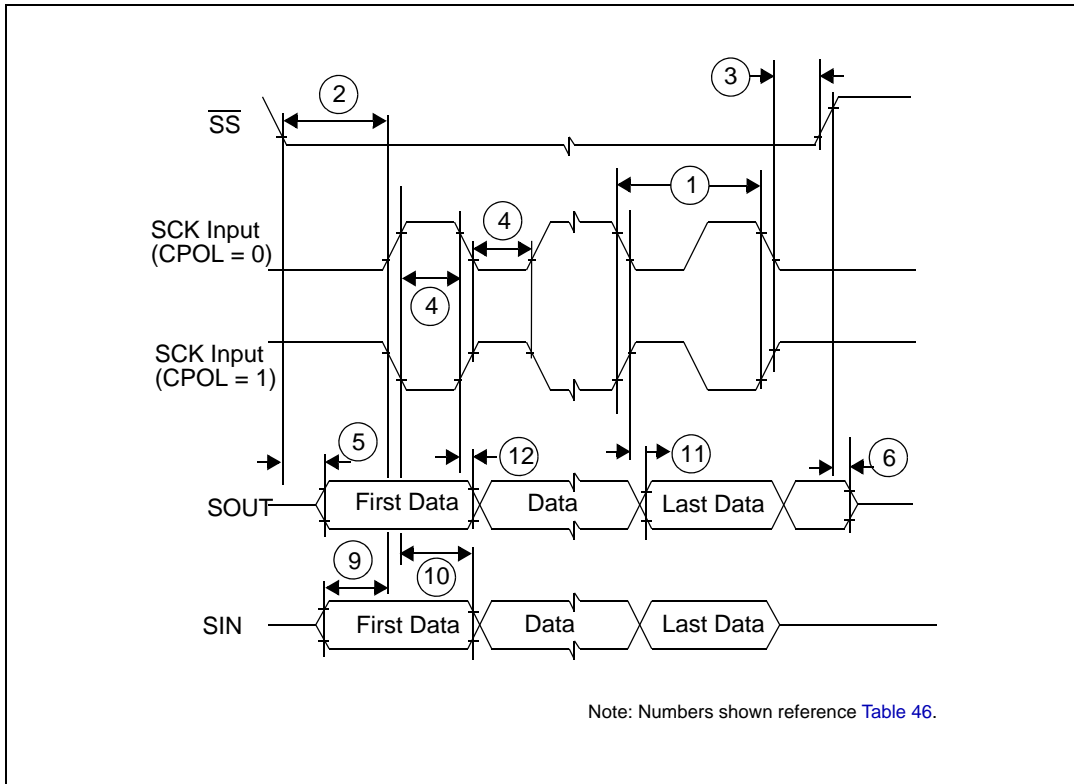 3
2
SS
1
SCK Input
(CPOL = 0)
4
4
SCK Input
(CPOL = 1)
5
12
11
6
SOUT
First Data
Data
Last Data
9
10
SIN
First Data
Data
Last Data
Note: Numbers shown reference Table 46.